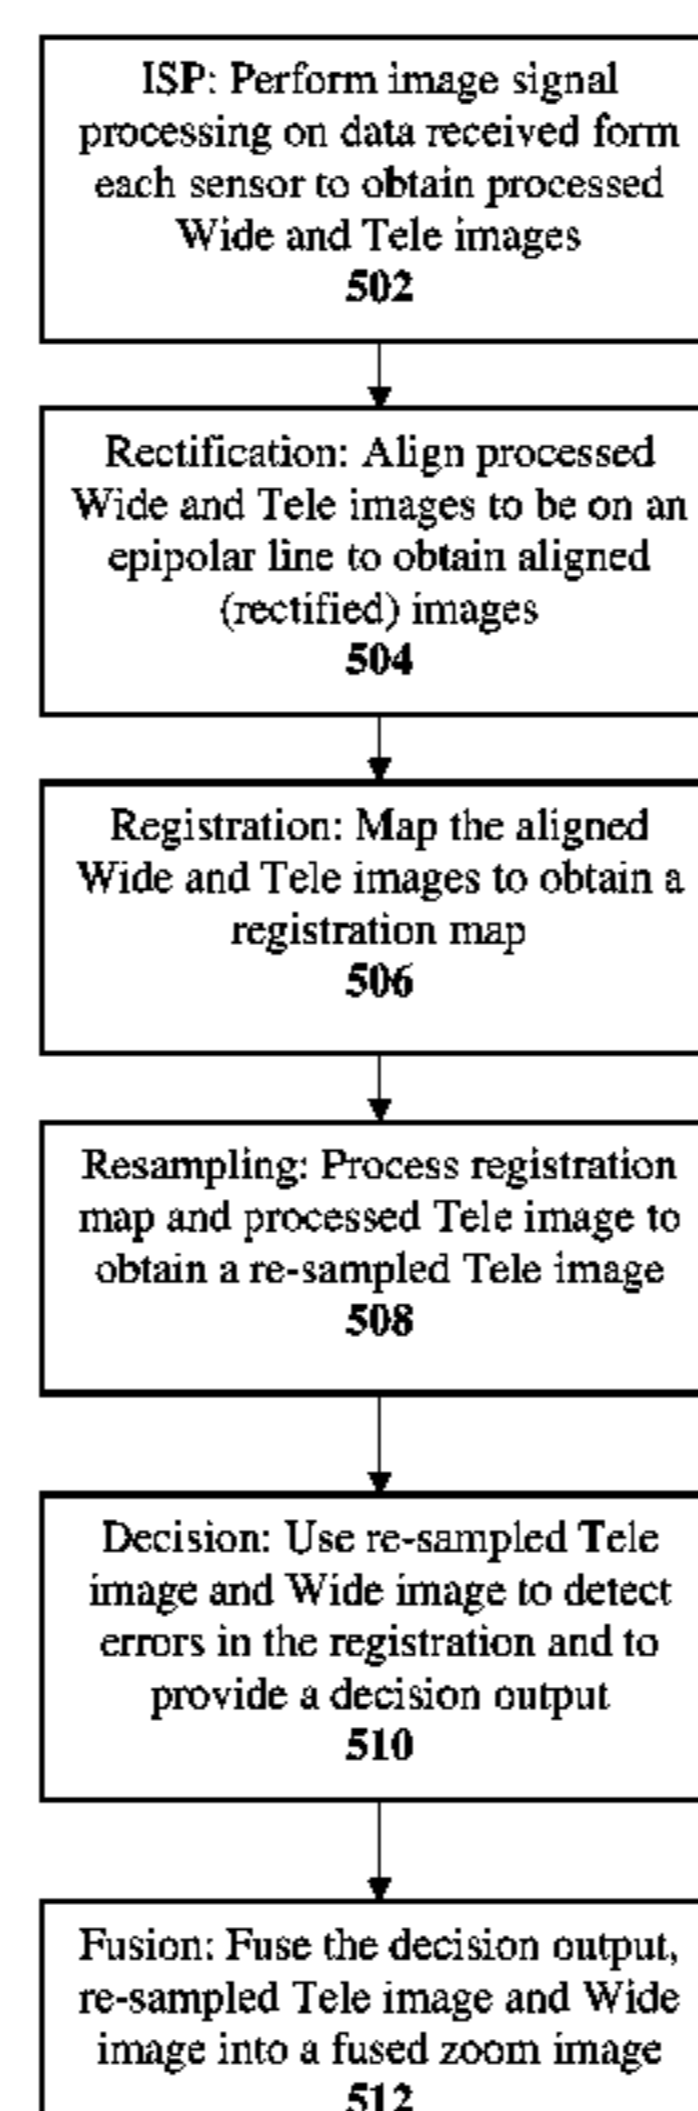 ISP: Perform image signal
processing on data received form
each sensor to obtain processed
Wide and Tele images
502
Rectification: Align processed
Wide and Tele images to be on an
epipolar line to obtain aligned
(rectified) images
504
Registration: Map the aligned
Wide and Tele images to obtain a
registration map
506
Resampling: Process registration
map and processed Tele image to
obtain a re-sampled Tele image
508
Decision: Use re-sampled Tele
image and Wide image to detect
errors in the registration and to
provide a decision output
510
Fusion: Fuse the decision output,
re-sampled Tele image and Wide
image into a fused zoom image
512